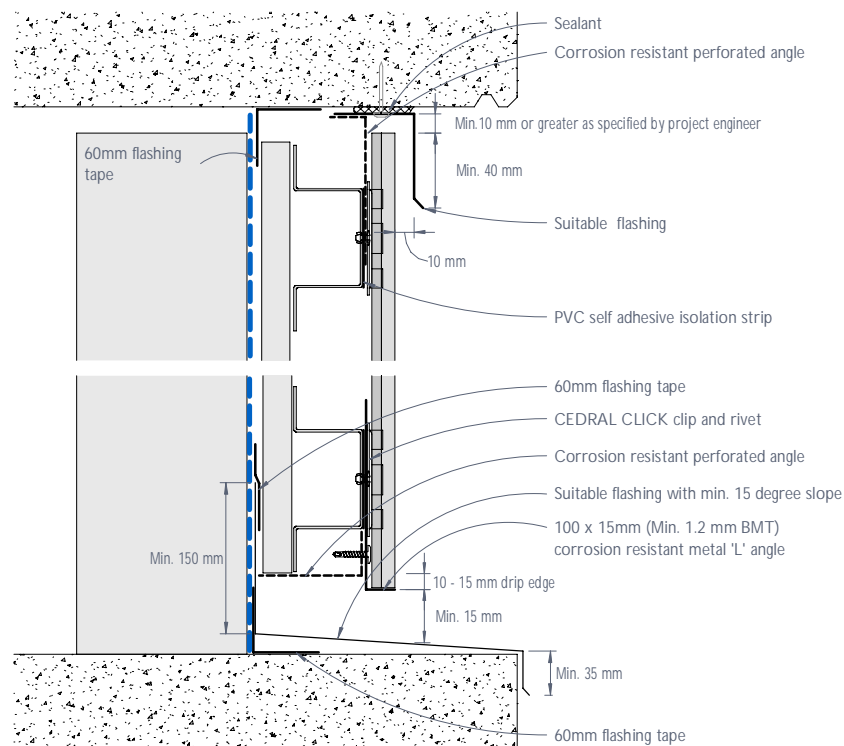 Sealant
Corrosion resistant perforated angle
Min.10 mm or greater as specified by project engineer
60mm flashing
tape
Min. 40 mm
Suitable flashing
10 mm
PVC self adhesive isolation strip
60mm flashing tape
CEDRAL CLICK clip and rivet
Corrosion resistant perforated angle
Suitable flashing with min. 15 degree slope
100 x 15mm (Min. 1.2 mm BMT)
corrosion resistant metal 'L' angle
Min. 150 mm
10 - 15 mm drip edge
Min. 15 mm
Min. 35 mm
60mm flashing tape